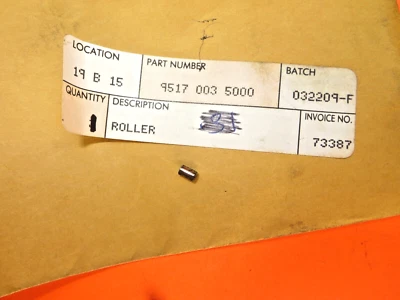 LOCATION PART NUMBER BATCH
19 B 15 9517 003 5000 032209-F
QUANTITY DESCRIPTION INVOICE NO.
1 ROLLER 73387